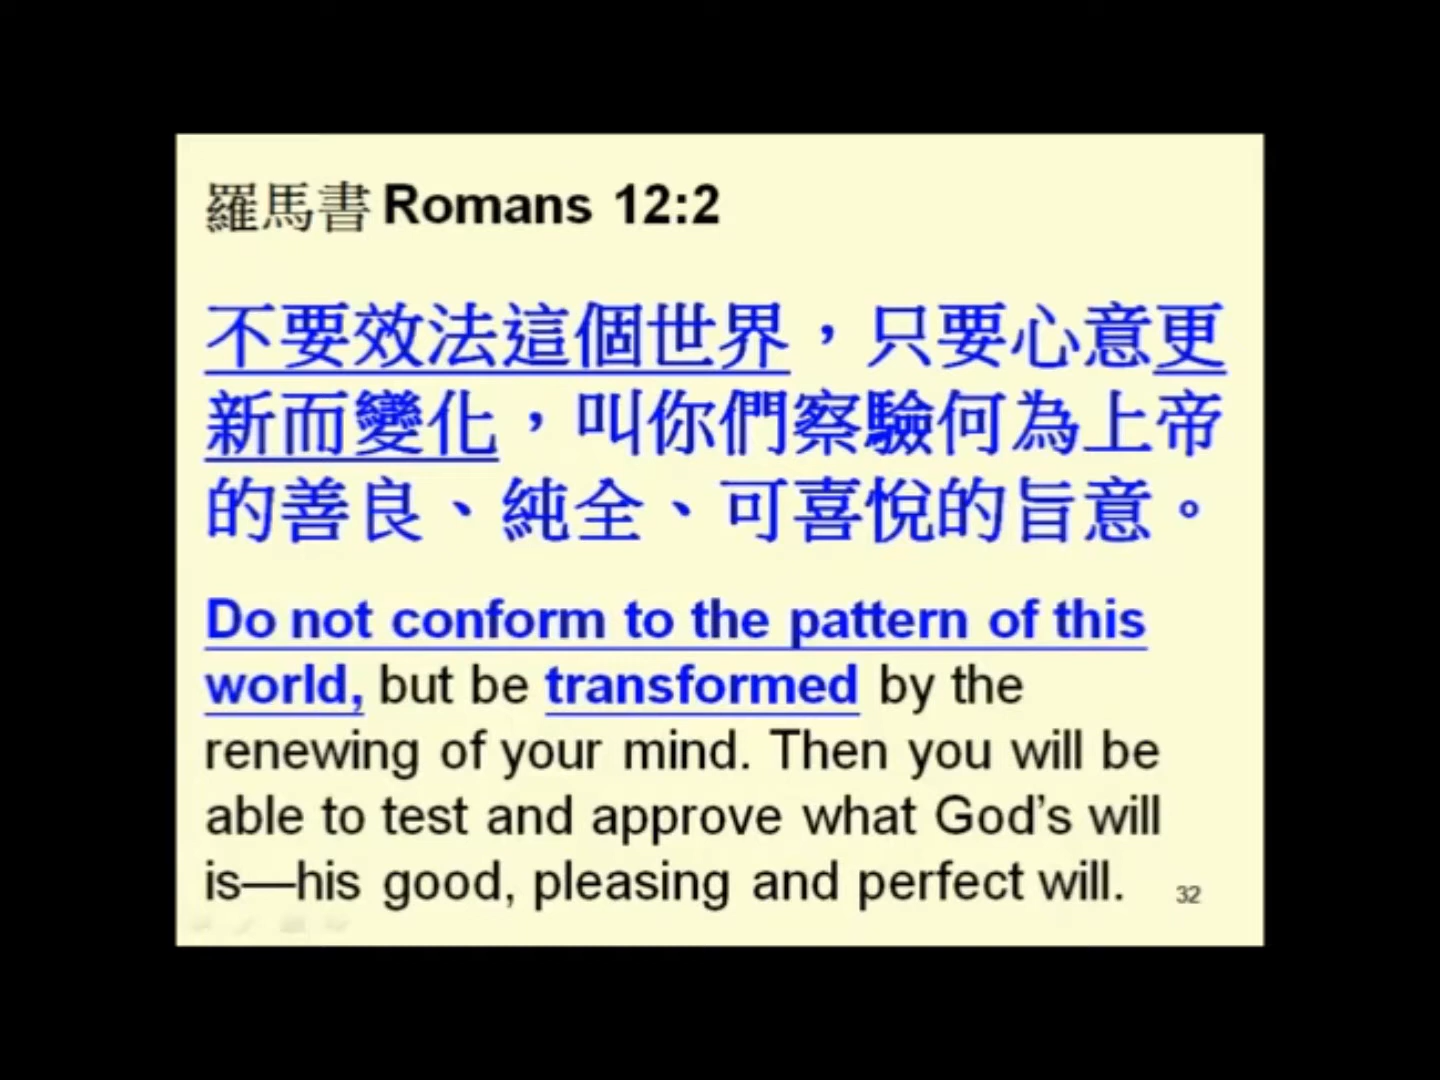 羅馬書 Romans 12:2
不要效法這個世界，只要心意更
新而變化，叫你們察驗何為上帝
的善良、純全、可喜悅的旨意。
Do not conform to the pattern of this
world, but be transformed by the
renewing of your mind. Then you will be
able to test and approve what God’s will
is—his good, pleasing and perfect will.
32